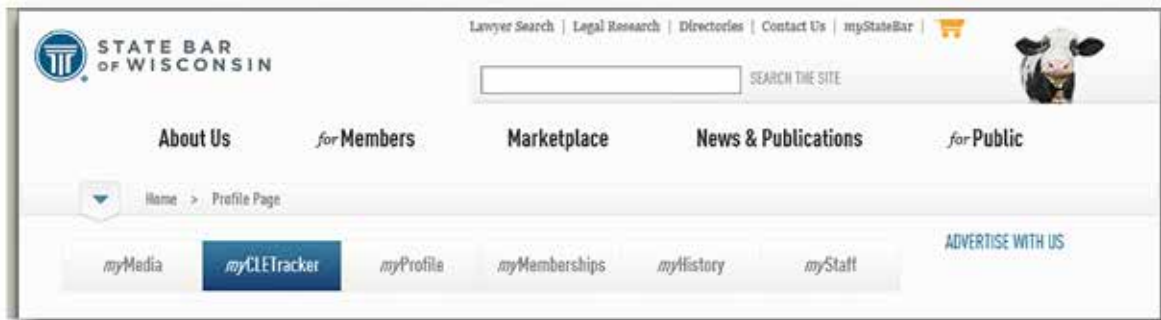 Lawyer Search | Legal Research | Directories | Contact Us | myStateBar |
STATE BAR
OF WISCONSIN
SEARCH THE SITE
About Us for Members Marketplace News & Publications for Public
Home > Profile Page
ADVERTISE WITH US
myMedia myCLETracker myProfile myMemberships myHistory myStaff